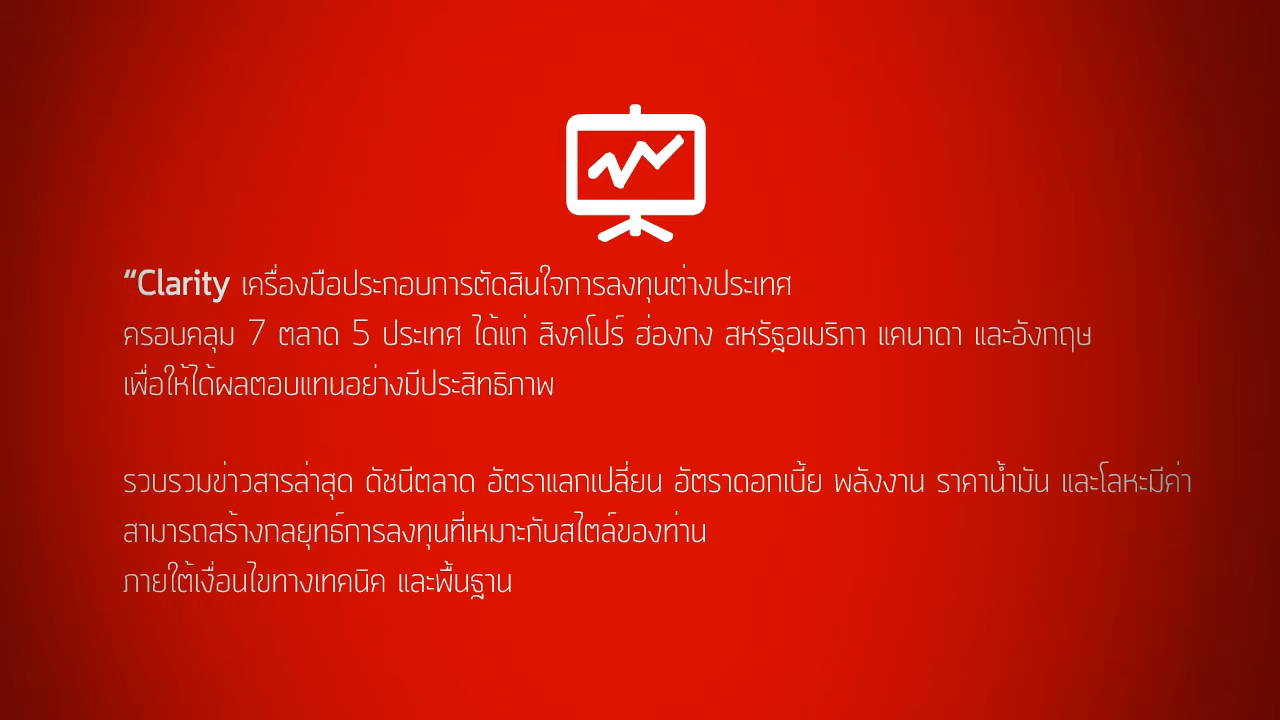 “Clarity เครื่องมือประกอบการตัดสินใจการลงทุนต่างประเทศ
ครอบคลุม 7 ตลาด 5 ประเทศ ได้แก่ สิงคโปร์ ฮ่องกง สหรัฐอเมริกา แคนาดา และอังกฤษ
เพื่อให้ได้ผลตอบแทนอย่างมีประสิทธิภาพ
รวบรวมข่าวสารล่าสุด ดัชนีตลาด อัตราแลกเปลี่ยน อัตราดอกเบี้ย พลังงาน ราคาน้ำมัน และโลหะมีค่า
สามารถสร้างกลยุทธ์การลงทุนที่เหมาะกับสไตล์ของท่าน
ภายใต้เงื่อนไขทางเทคนิค และพื้นฐาน